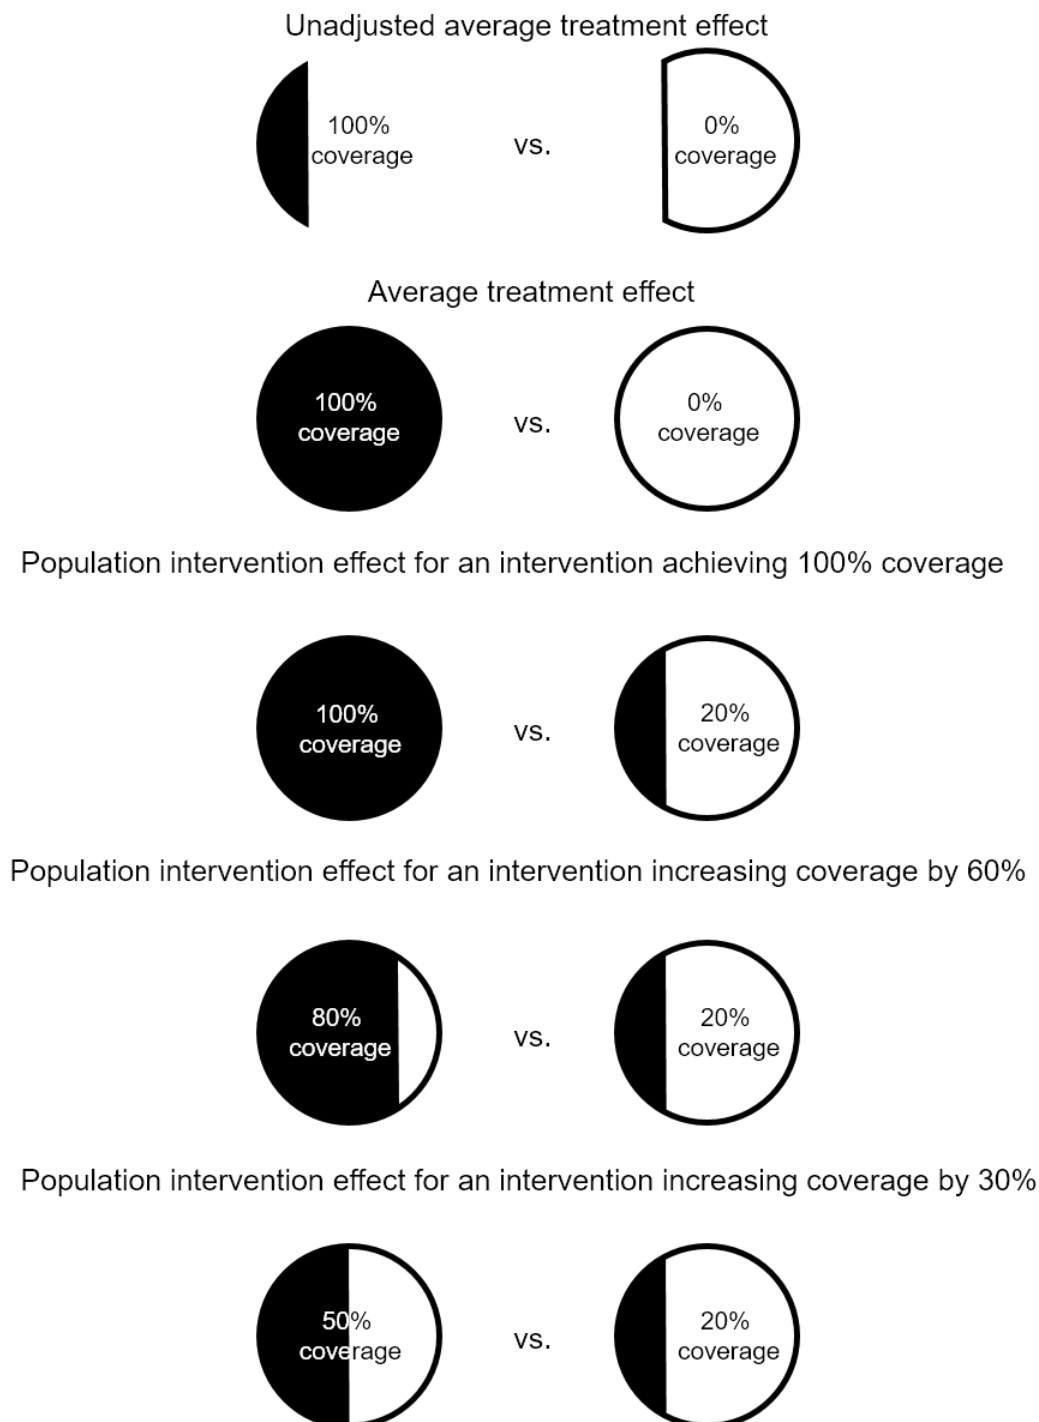 Unadjusted average treatment effect
100%
coverage
vs.
0%
coverage
Average treatment effect
100%
coverage
vs.
0%
coverage
Population intervention effect for an intervention achieving 100% coverage
100%
coverage
vs.
20%
coverage
Population intervention effect for an intervention increasing coverage by 60%
80%
coverage
vs.
20%
coverage
Population intervention effect for an intervention increasing coverage by 30%
50%
coverage
vs.
20%
coverage